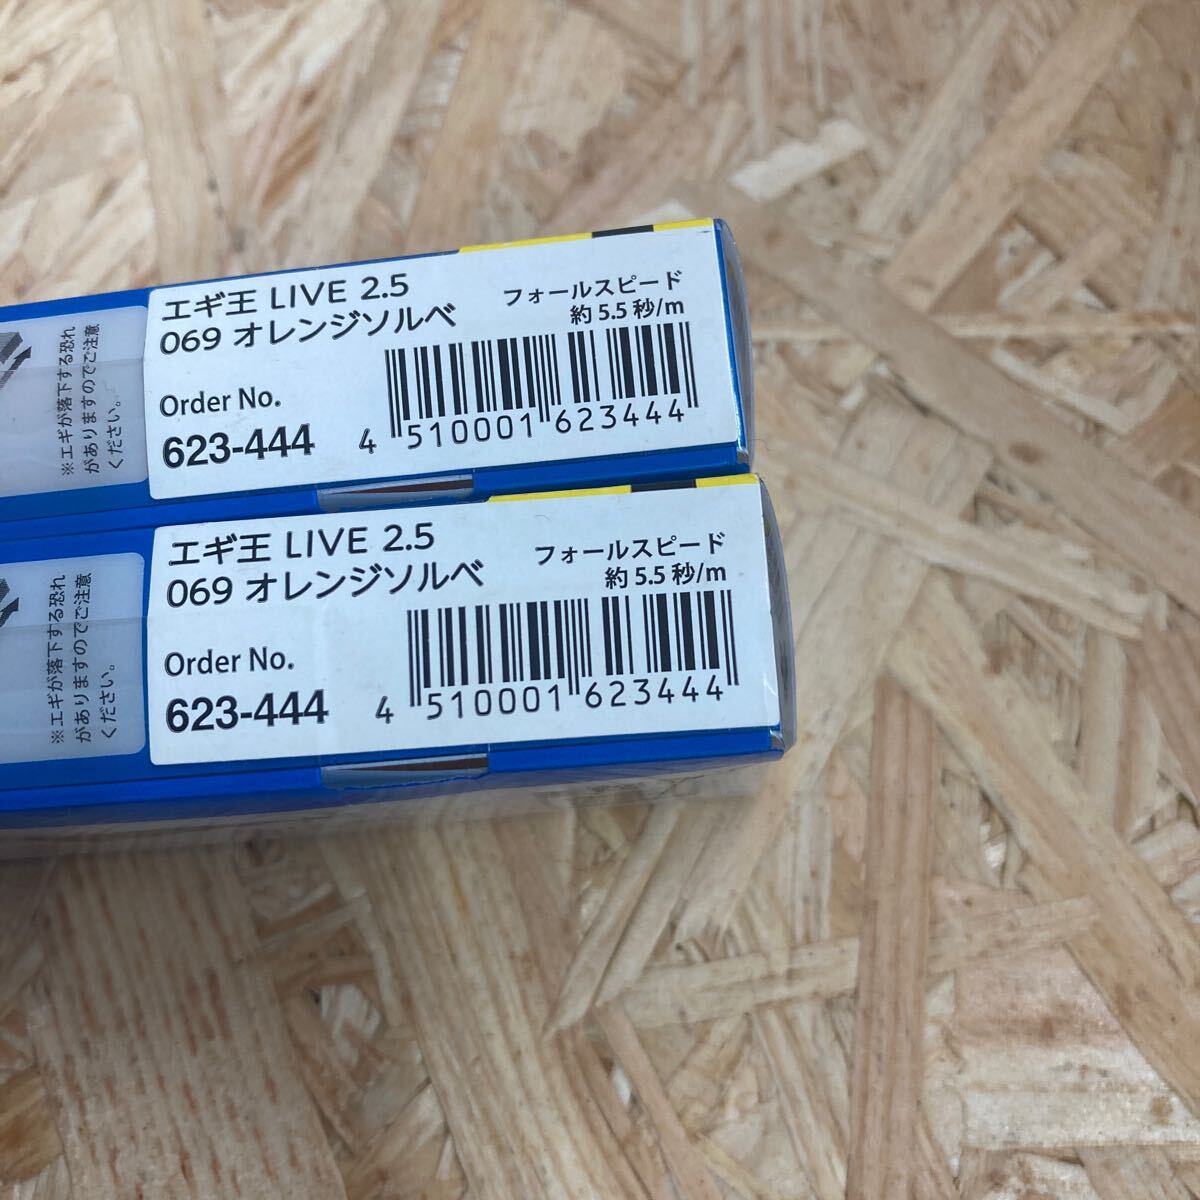 エギ王 LIVE 2.5
069 オレンジソルベ
フォールスピード
約 5.5 秒/m
Order No.
623-444
4 510001 623444
※エギが落下する恐れ
がありますのでご注意
ください。
エギ王 LIVE 2.5
069 オレンジソルベ
フォールスピード
約 5.5 秒/m
Order No.
623-444
4 510001 623444
※エギが落下する恐れ
がありますのでご注意
ください。